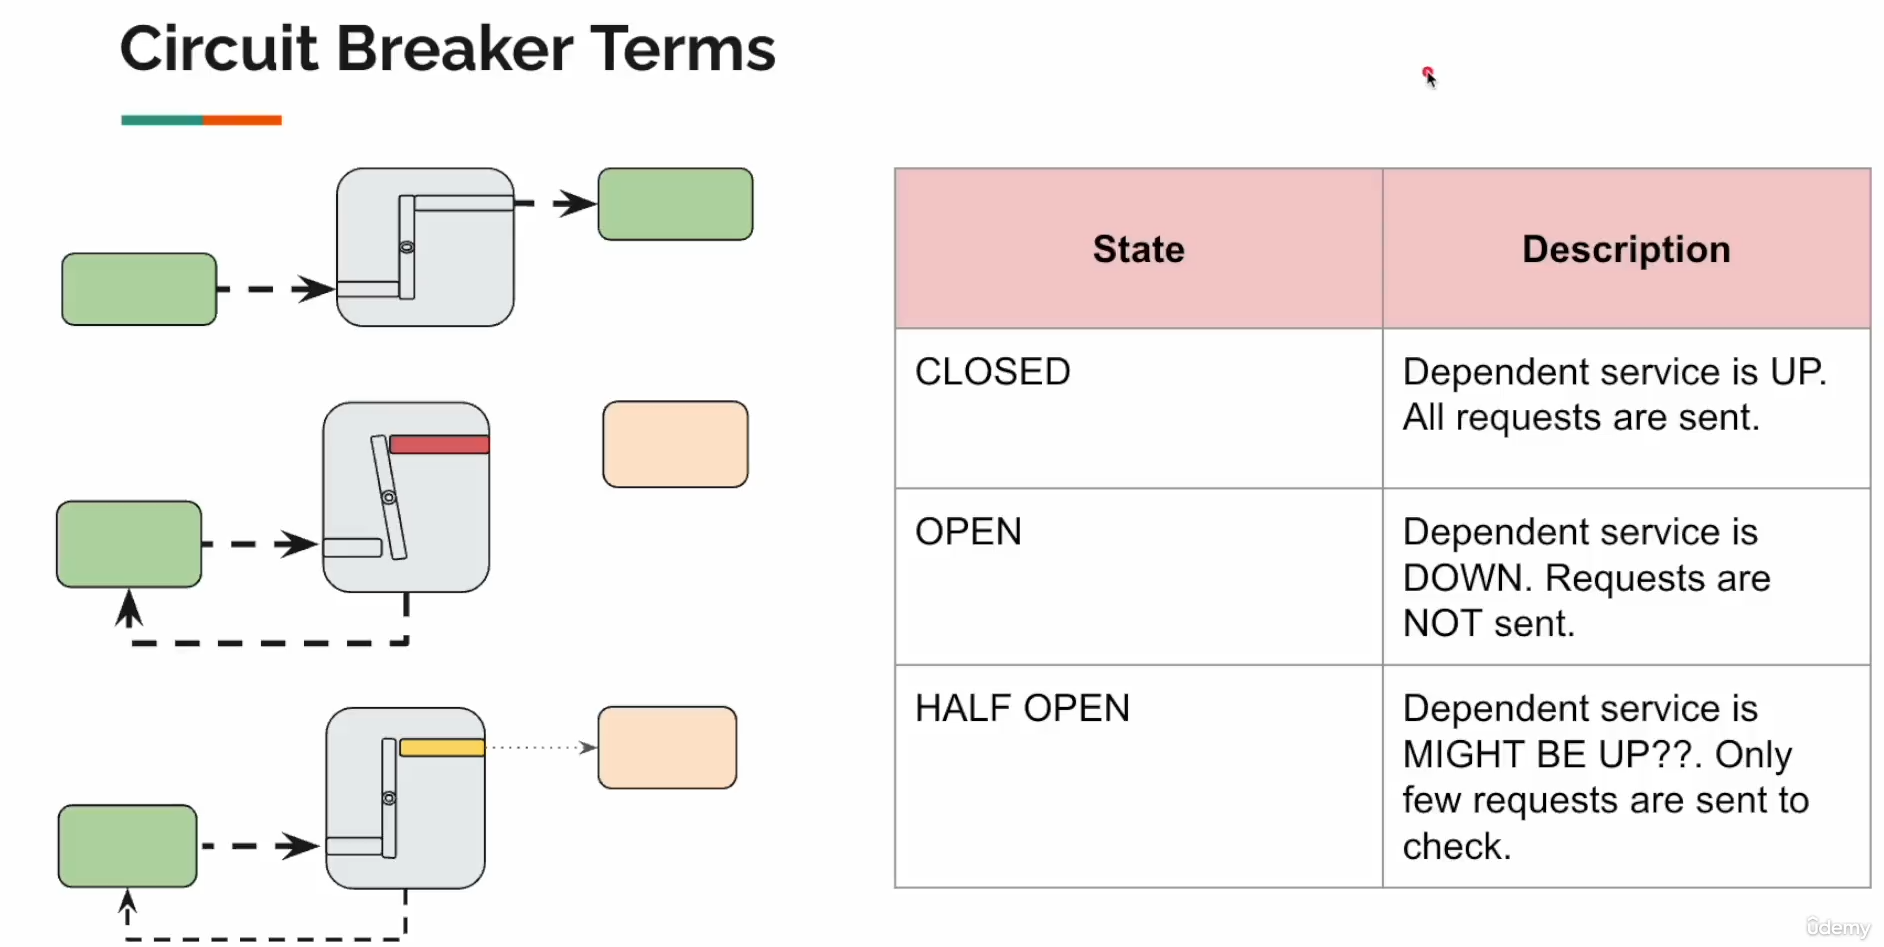 Circuit Breaker Terms
State
Description
CLOSED
Dependent service is UP.
All requests are sent.
OPEN
Dependent service is
DOWN. Requests are
NOT sent.
HALF OPEN
Dependent service is
MIGHT BE UP??. Only
few requests are sent to
check.
ûdemy